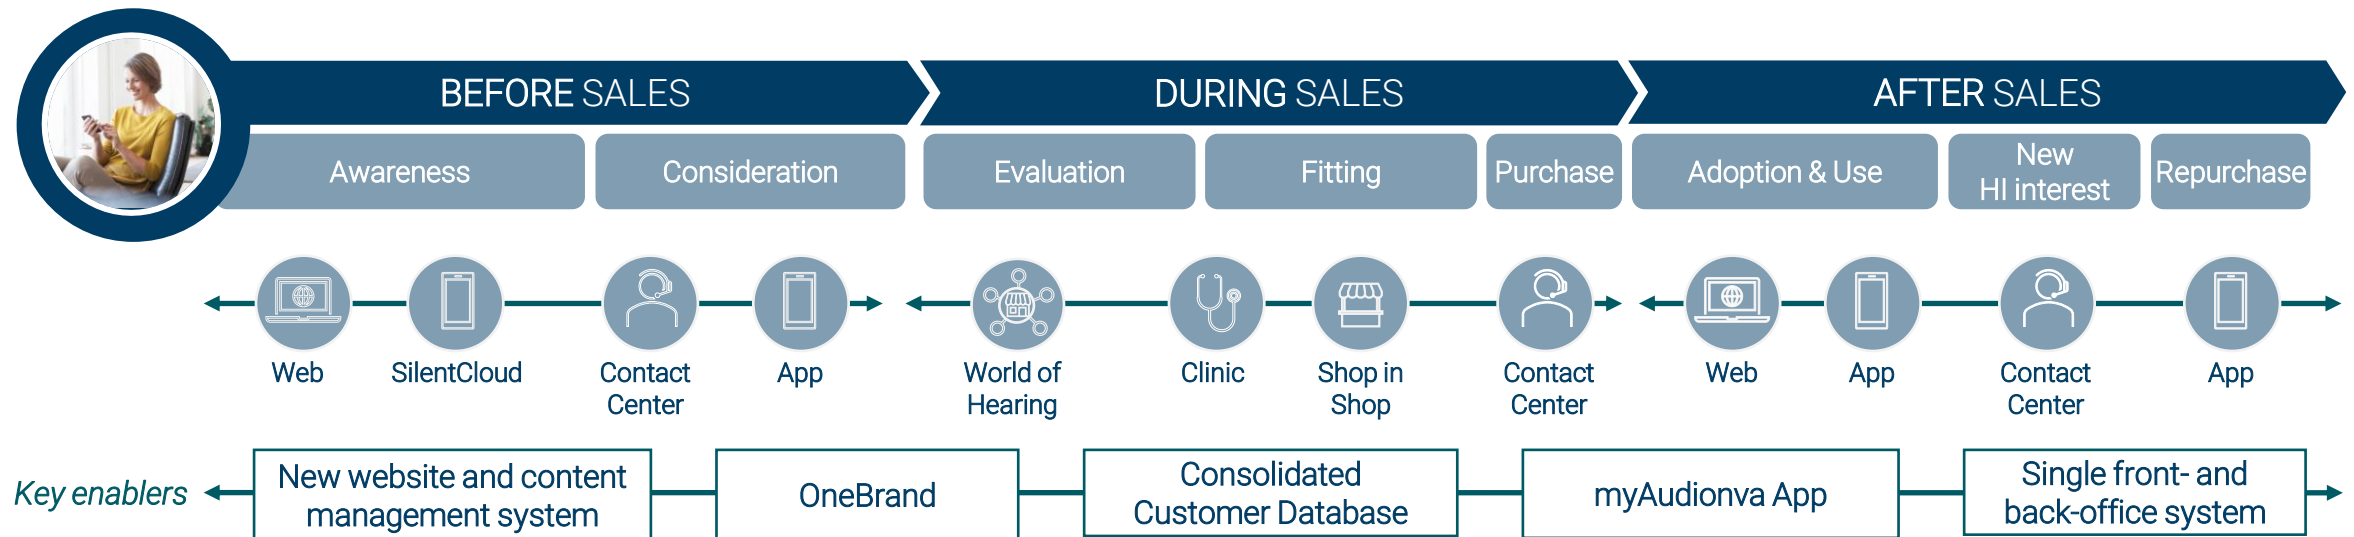 BEFORE SALES
DURING SALES
AFTER SALES
Awareness
Consideration
Evaluation
Fitting
Purchase
Adoption & Use
New
HI interest
Repurchase
Web
SilentCloud
Contact
Center
App
World of
Hearing
Clinic
Shop in
Shop
Contact
Center
Web
App
Contact
Center
App
Key enablers
New website and content
management system
OneBrand
Consolidated
Customer Database
myAudionva App
Single front- and
back-office system